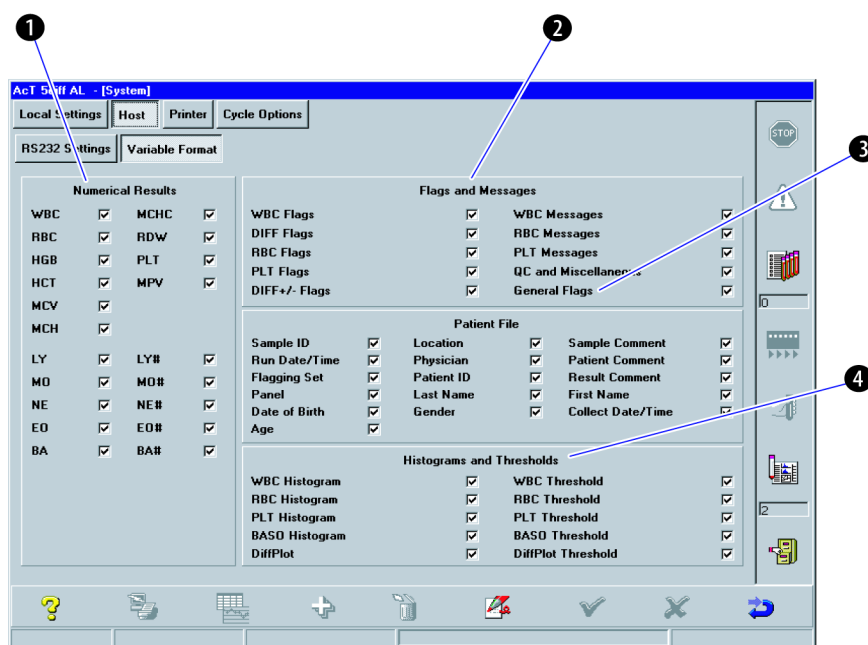 1 2
AcT 5diff AL - [System]
Local Settings Host Printer Cycle Options
STOP
3
RS232 Settings Variable Format
Numerical Results
WBC MCHC
RBC RDW
HGB PLT
HCT MPV
MCV
MCH
LY LY#
MO MO#
NE NE#
EO EO#
BA BA#
Flags and Messages
WBC Flags WBC Messages
DIFF Flags RBC Messages
RBC Flags PLT Messages
PLT Flags QC and Miscellaneous
DIFF+/- Flags General Flags
0
Patient File
Sample ID Location Sample Comment
Run Date/Time Physician Patient Comment
Flagging Set Patient ID Result Comment
Panel Last Name First Name
Date of Birth Gender Collect Date/Time
Age
4
Histograms and Thresholds
WBC Histogram WBC Threshold
RBC Histogram RBC Threshold
PLT Histogram PLT Threshold
BASO Histogram BASO Threshold
DiffPlot DiffPlot Threshold
2
?